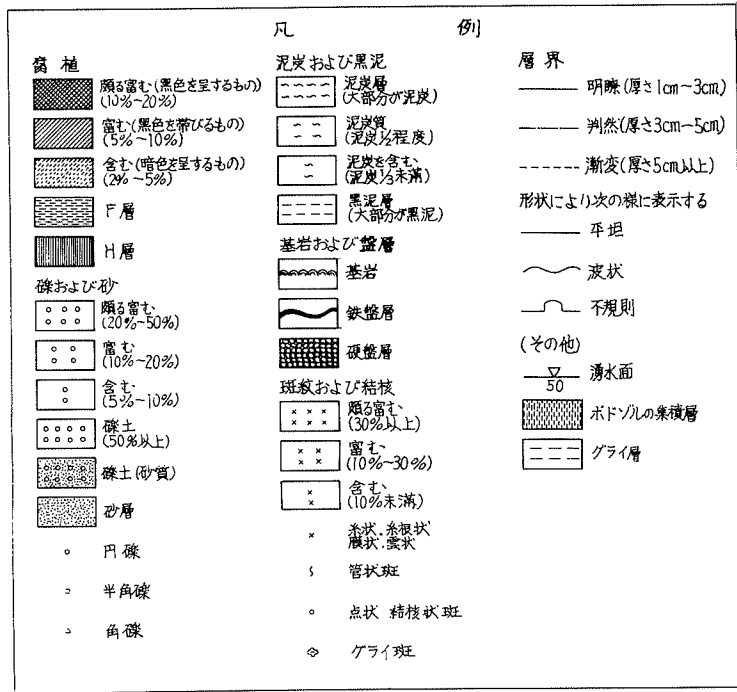 凡 例
腐植
頗る富む(黒色を呈するもの)
(10%~20%)
富む(黒色を帯びるもの)
(5%~10%)
含む(暗色を呈するもの)
(2%~5%)
F層
H層
礫および砂
頗る富む
(20%~50%)
富む
(10%~20%)
含む
(5%~10%)
礫土
(50%以上)
礫土(砂質)
砂層
円礫
半角礫
角礫
泥炭および黒泥
泥炭層
(大部分が泥炭)
泥炭質
(泥炭1/2程度)
泥炭を含む
(泥炭1/3未満)
黒泥層
(大部分が黒泥)
基岩および盤層
基岩
鉄盤層
硬盤層
斑紋および結核
頗る富む
(30%以上)
富む
(10%~30%)
含む
(10%未満)
糸状.糸根状
膜状.雲状
管状斑
点状 結核状斑
グライ斑
層界
明瞭(厚さ1cm~3cm)
判然(厚さ3cm~5cm)
漸変(厚さ5cm以上)
形状により次の様に表示する
平坦
波状
不規則
(その他)
湧水面
50
ポドゾルの集積層
グライ層